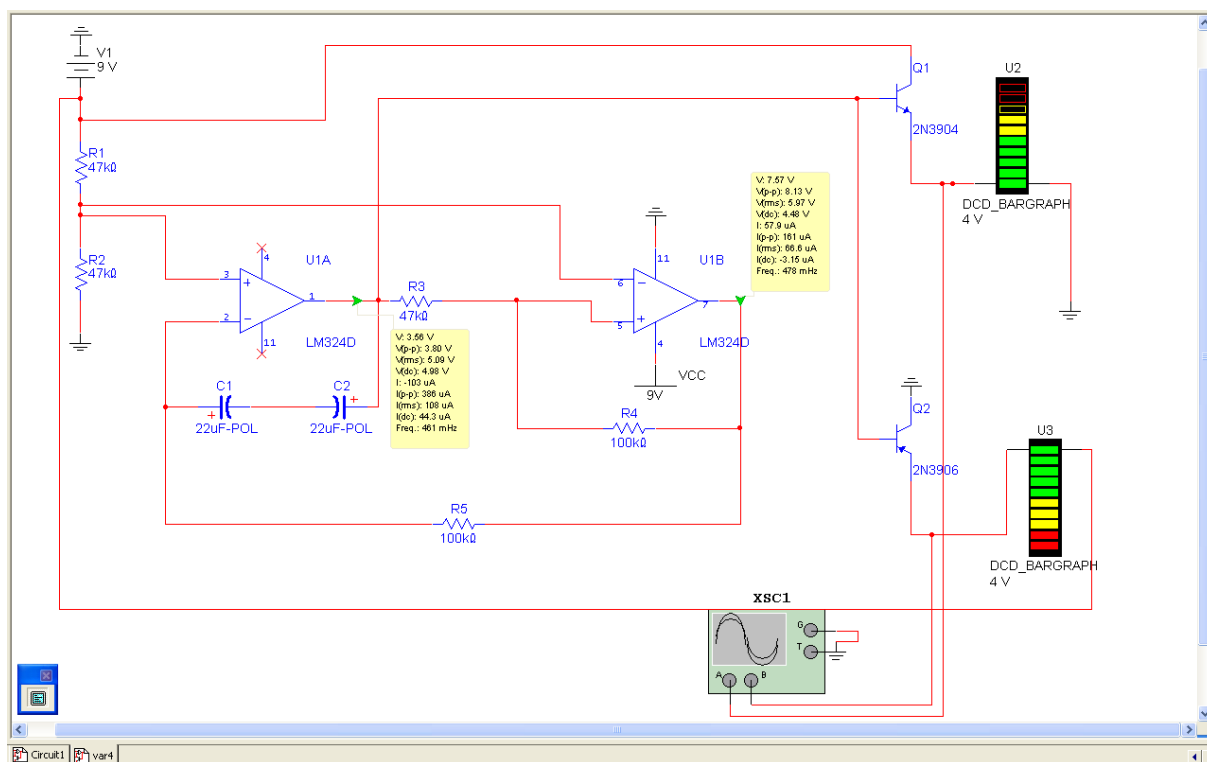 V1
9 V
R1
47kΩ
R2
47kΩ
3
2
4
11
1
U1A
LM324D
V: 3.56 V
V(p-p): 3.80 V
V(rms): 5.09 V
V(dc): 4.98 V
I: -103 uA
I(p-p): 386 uA
I(rms): 108 uA
I(dc): 44.3 uA
Freq.: 461 mHz
R3
47kΩ
C1
22uF-POL
C2
22uF-POL
R4
100kΩ
R5
100kΩ
6
5
11
4
7
U1B
LM324D
VCC
9V
V: 7.57 V
V(p-p): 8.13 V
V(rms): 5.97 V
V(dc): 4.48 V
I: 57.9 uA
I(p-p): 161 uA
I(rms): 66.6 uA
I(dc): -3.15 uA
Freq.: 478 mHz
Q1
2N3904
U2
DCD_BARGRAPH
4 V
Q2
2N3906
U3
DCD_BARGRAPH
4 V
XSC1
G
T
A
B
Circuit1
var4